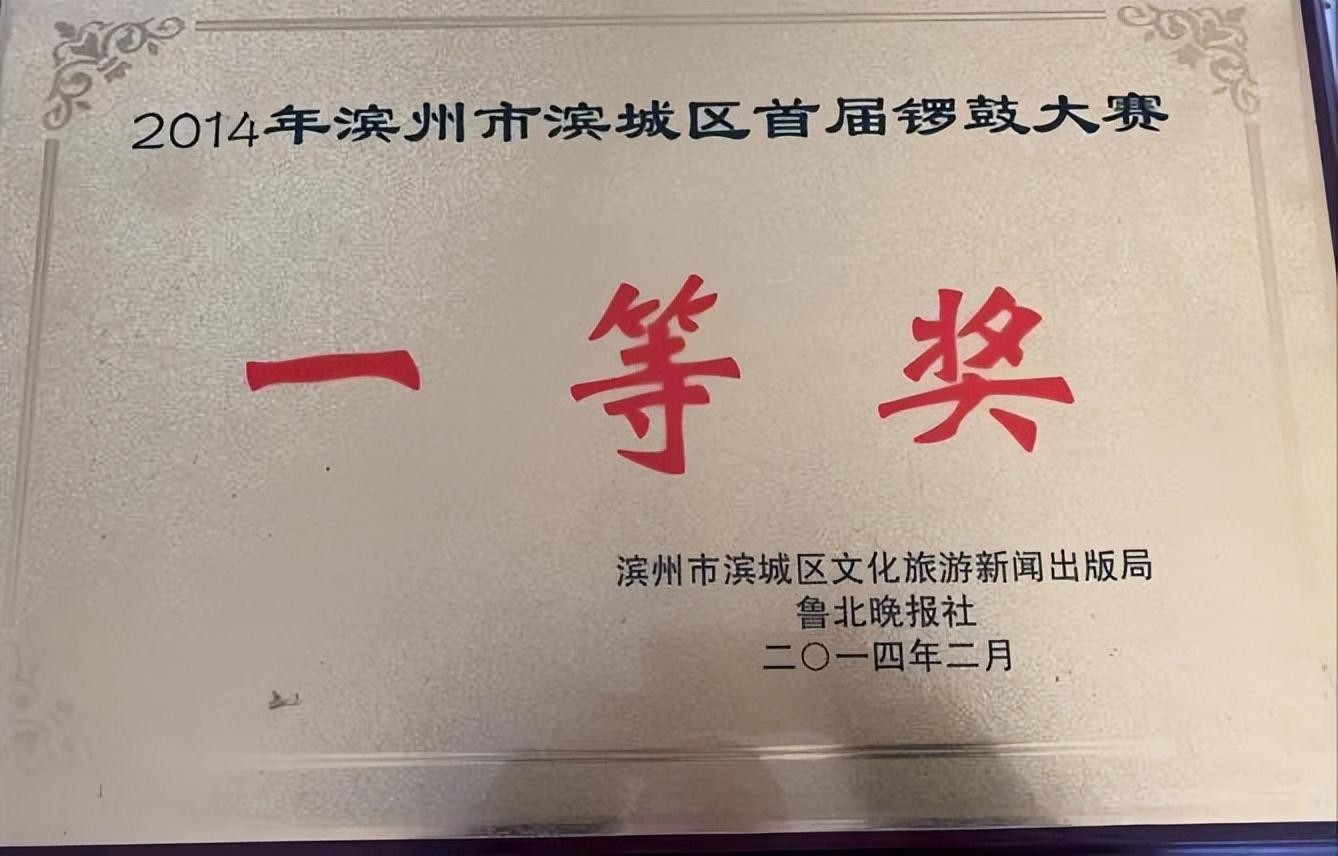 2014年滨州市滨城区首届锣鼓大赛
一等奖
滨州市滨城区文化旅游新闻出版局
鲁北晚报社
二〇一四年二月